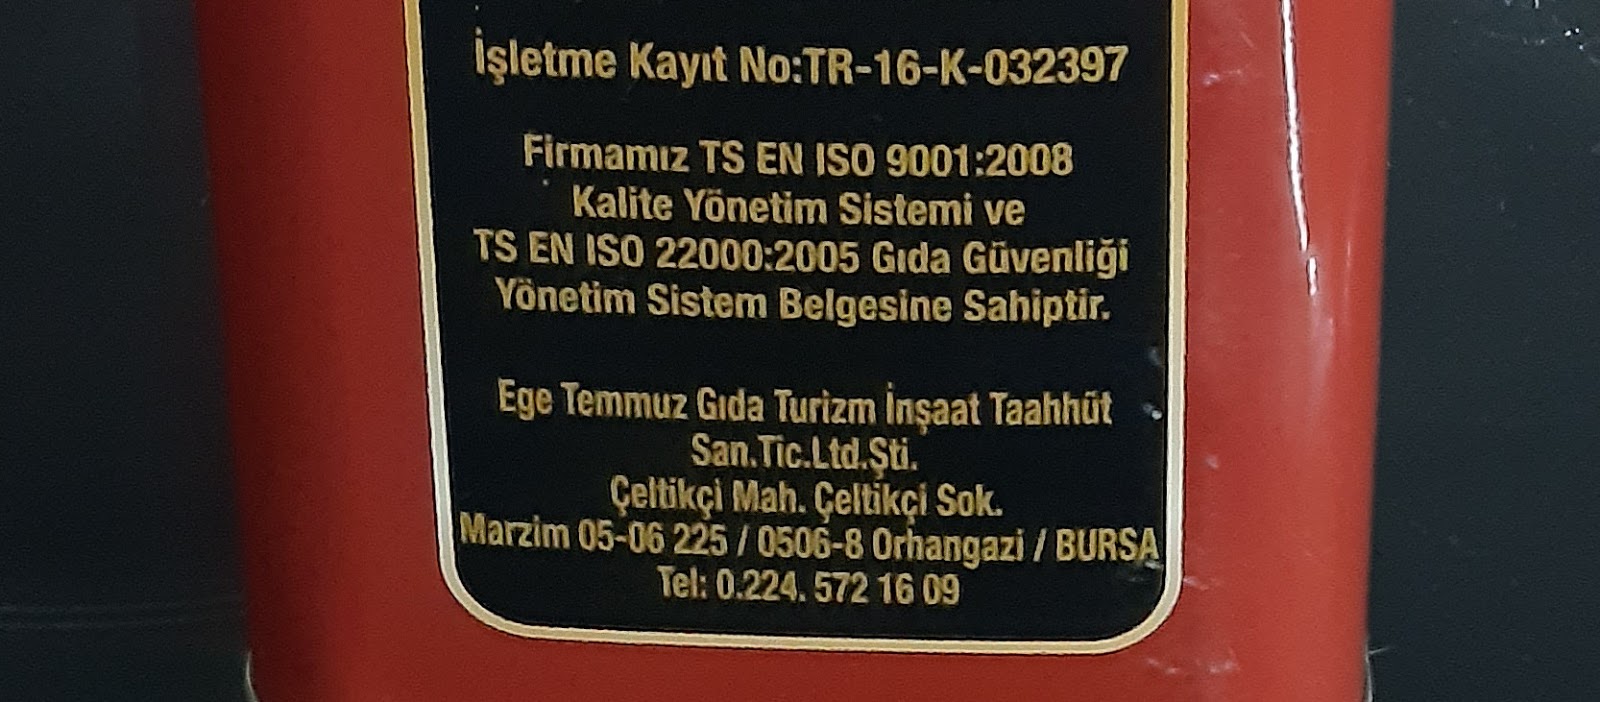 İşletme Kayıt No:TR-16-K-032397
Firmamız TS EN ISO 9001:2008
Kalite Yönetim Sistemi ve
TS EN ISO 22000:2005 Gıda Güvenliği
Yönetim Sistem Belgesine Sahiptir.
Ege Temmuz Gıda Turizm İnşaat Taahhüt
San.Tic.Ltd.Şti.
Çeltikçi Mah. Çeltikçi Sok.
Marzim 05-06 225 / 0506-8 Orhangazi / BURSA
Tel: 0.224. 572 16 09